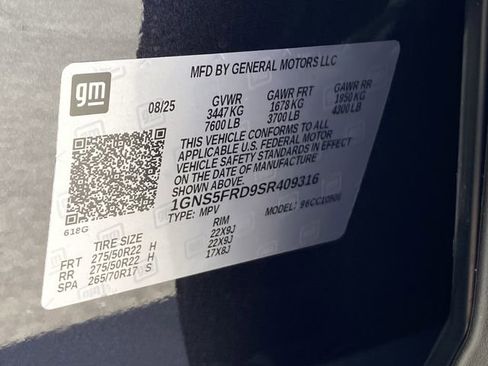 gm
MFD BY GENERAL MOTORS LLC
08/25 GVWR GAWR FRT GAWR RR
3447 KG 1678 KG 1950 KG
7600 LB 3700 LB 4300 LB
THIS VEHICLE CONFORMS TO ALL
APPLICABLE U.S. FEDERAL MOTOR
VEHICLE SAFETY STANDARDS IN EFFECT
ON THE DATE OF MANUFACTURE
1GNS5FRD9SR409316
618G TYPE: MPV MODEL:
TIRE SIZE RIM
FRT 275/50R22 H 22X9J
RR 275/50R22 H 22X9J
SPA 265/70R17 S 17X8J